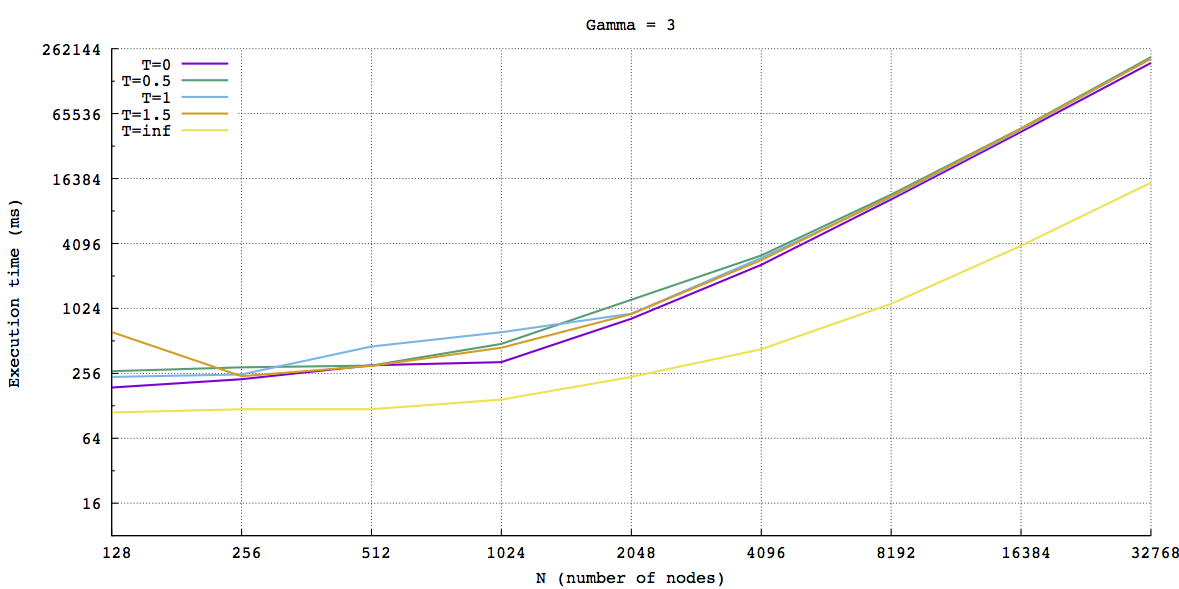 Gamma = 3
262144
65536
16384
4096
1024
256
64
16
T=0
T=0.5
T=1
T=1.5
T=inf
Execution time (ms)
128 256 512 1024 2048 4096 8192 16384 32768
N (number of nodes)